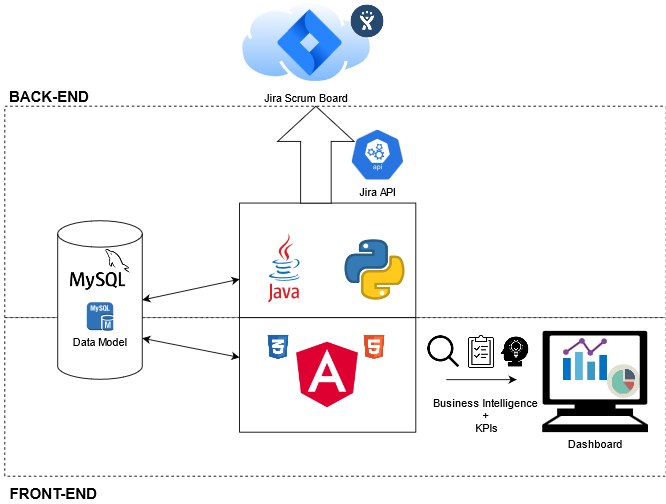 Jira Scrum Board
BACK-END
api
Jira API
Java
MySQL
MySQL
M
Data Model
3
5
A
Business Intelligence
+
KPIs
Dashboard
FRONT-END